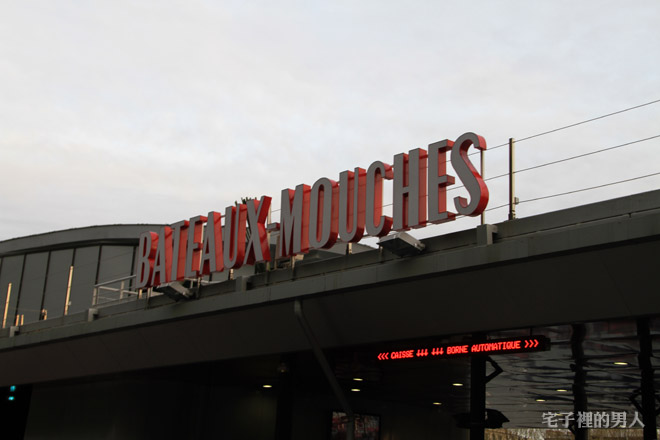 BATEAUX-MOUCHES
<<< CAISSE ↓↓↓ ↓↓↓ BORNE AUTOMATIQUE >>>
宅子裡的男人